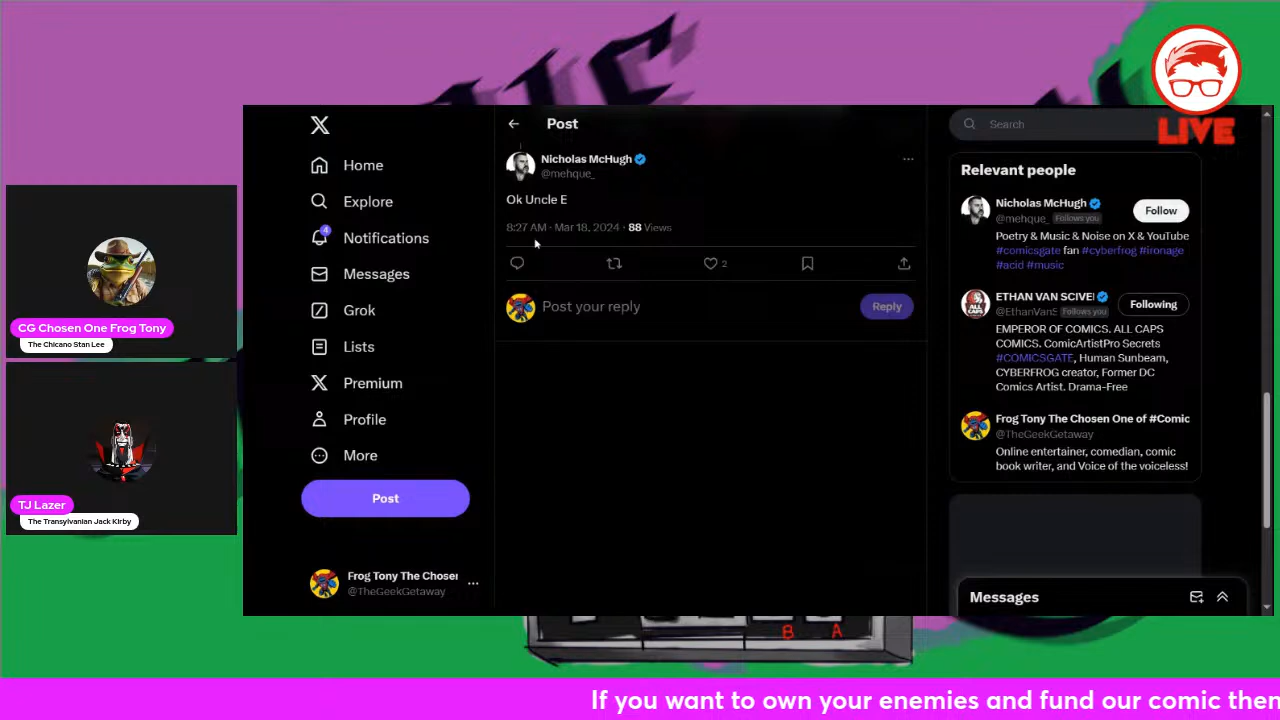 LIVE
CG Chosen One Frog Tony
The Chicano Stan Lee
TJ Lazer
The Transylvanian Jack Kirby
Home
Explore
4
Notifications
Messages
Grok
Lists
Premium
Profile
More
Post
Frog Tony The Chosen
@TheGeekGetaway
Post
Nicholas McHugh
@mehque_
Ok Uncle E
8:27 AM · Mar 18, 2024 · 88 Views
2
Post your reply
Reply
Search
Relevant people
Nicholas McHugh
@mehque_ Follows you
Follow
Poetry & Music & Noise on X & YouTube
#comicsgate fan #cyberfrog #ironage
#acid #music
ETHAN VAN SCIVE
@EthanVanS Follows you
Following
EMPEROR OF COMICS. ALL CAPS
COMICS. ComicArtistPro Secrets
#COMICSGATE, Human Sunbeam,
CYBERFROG creator, Former DC
Comics Artist. Drama-Free
Frog Tony The Chosen One of #Comic
@TheGeekGetaway
Online entertainer, comedian, comic
book writer, and Voice of the voiceless!
Messages
B A
If you want to own your enemies and fund our comic then